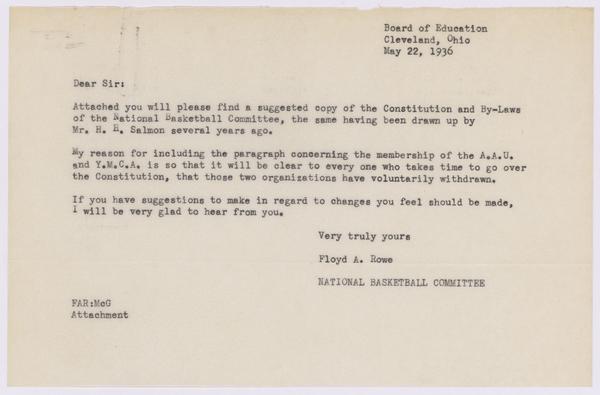 Board of Education
Cleveland, Ohio
May 22, 1936
Dear Sir:
Attached you will please find a suggested copy of the Constitution and By-Laws
of the National Basketball Committee, the same having been drawn up by
Mr. H. H. Salmon several years ago.
My reason for including the paragraph concerning the membership of the A.A.U.
and Y.M.C.A. is so that it will be clear to every one who takes time to go over
the Constitution, that those two organizations have voluntarily withdrawn.
If you have suggestions to make in regard to changes you feel should be made,
I will be very glad to hear from you.
Very truly yours
Floyd A. Rowe
NATIONAL BASKETBALL COMMITTEE
FAR:McG
Attachment